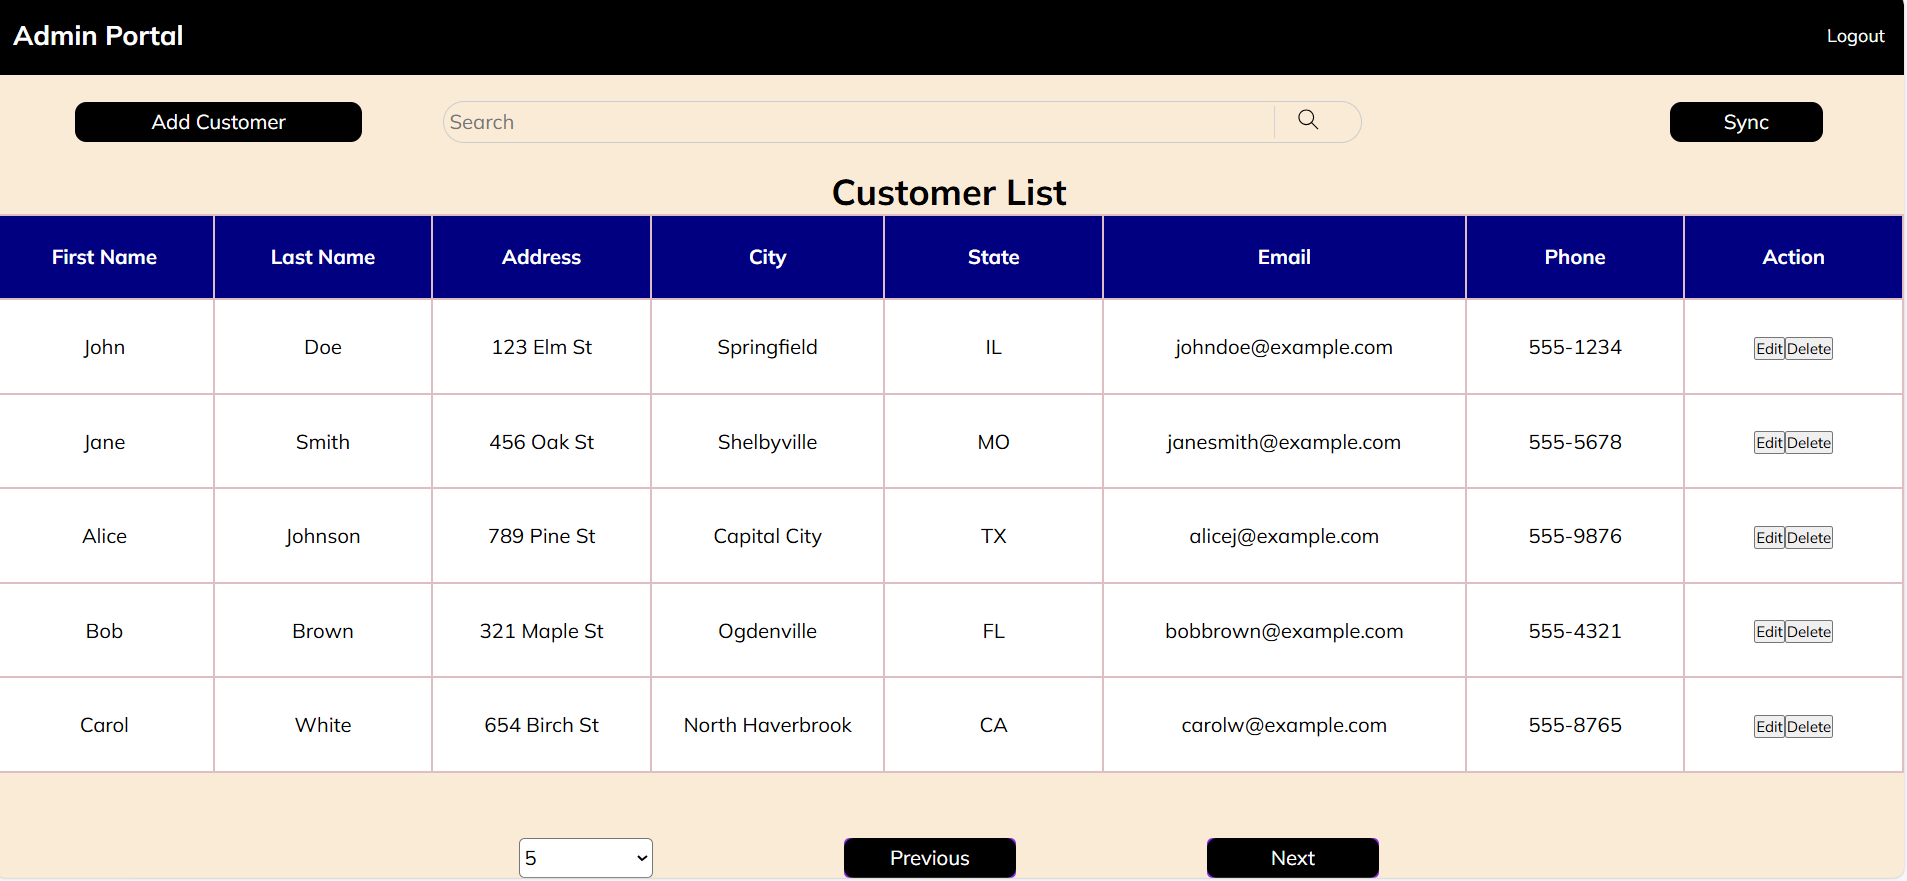 Admin Portal Logout
Add Customer Search Sync
Customer List
First Name Last Name Address City State Email Phone Action
John Doe 123 Elm St Springfield IL johndoe@example.com 555-1234 Edit Delete
Jane Smith 456 Oak St Shelbyville MO janesmith@example.com 555-5678 Edit Delete
Alice Johnson 789 Pine St Capital City TX alicej@example.com 555-9876 Edit Delete
Bob Brown 321 Maple St Ogdenville FL bobbrown@example.com 555-4321 Edit Delete
Carol White 654 Birch St North Haverbrook CA carolw@example.com 555-8765 Edit Delete
5 Previous Next